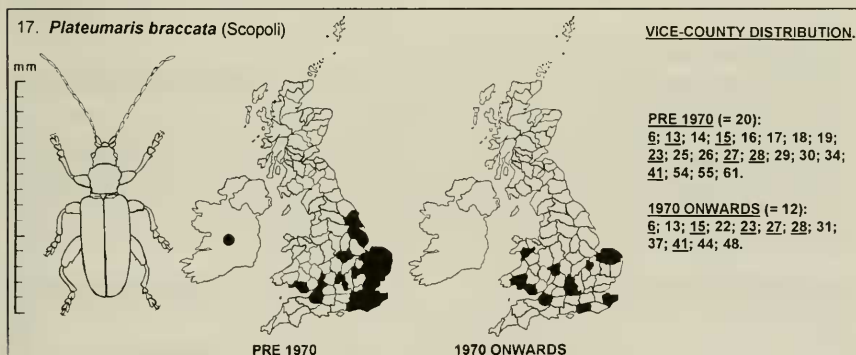 17. Plateumaris braccata (Scopoli)
mm
PRE 1970
1970 ONWARDS
VICE-COUNTY DISTRIBUTION.
PRE 1970 (= 20):
6; 13; 14; 15; 16; 17; 18; 19;
23; 25; 26; 27; 28; 29; 30; 34;
41; 54; 55; 61.
1970 ONWARDS (= 12):
6; 13; 15; 22; 23; 27; 28; 31;
37; 41; 44; 48.